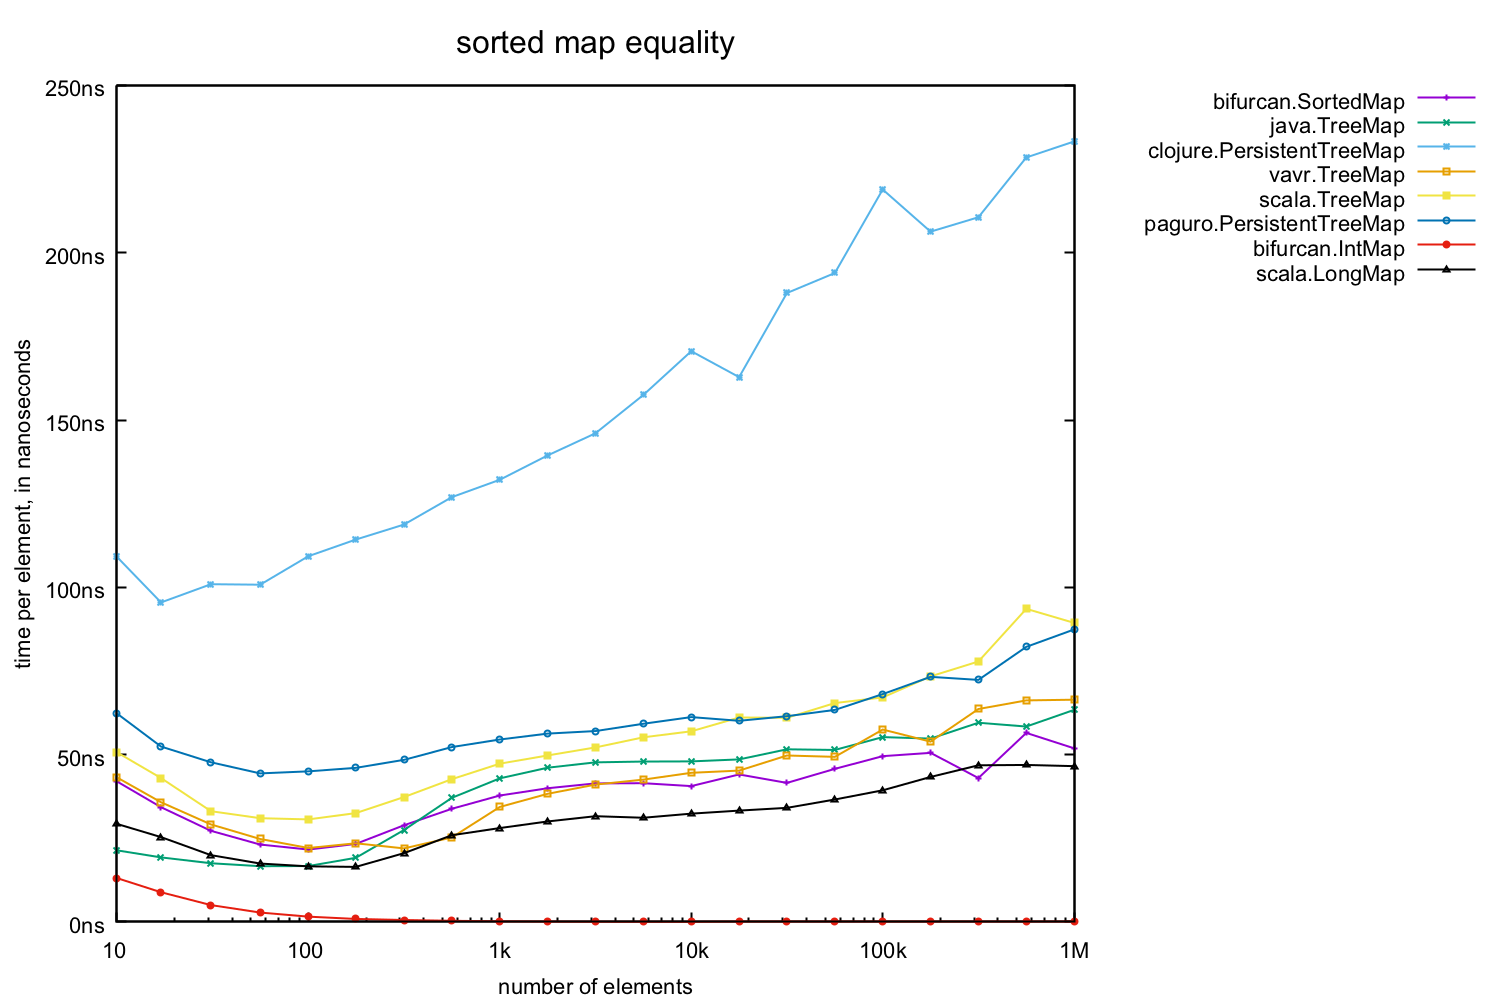 sorted map equality
250ns
200ns
150ns
100ns
50ns
0ns
time per element, in nanoseconds
10
100
1k
10k
100k
1M
number of elements
bifurcan.SortedMap
java.TreeMap
clojure.PersistentTreeMap
vavr.TreeMap
scala.TreeMap
paguro.PersistentTreeMap
bifurcan.IntMap
scala.LongMap